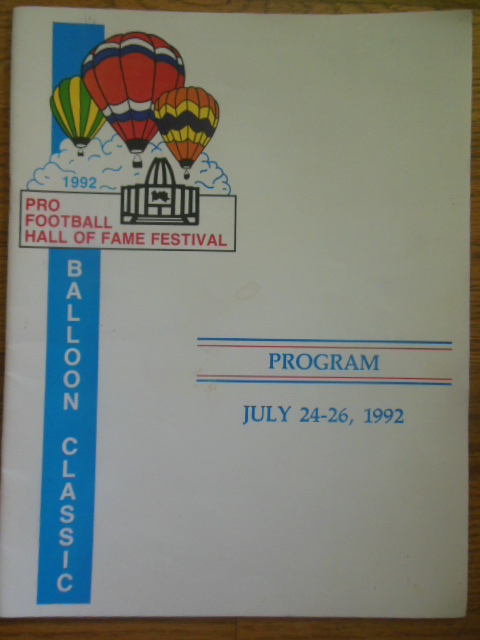 1992
PRO
FOOTBALL
HALL OF FAME FESTIVAL
BALLOON CLASSIC
PROGRAM
JULY 24-26, 1992